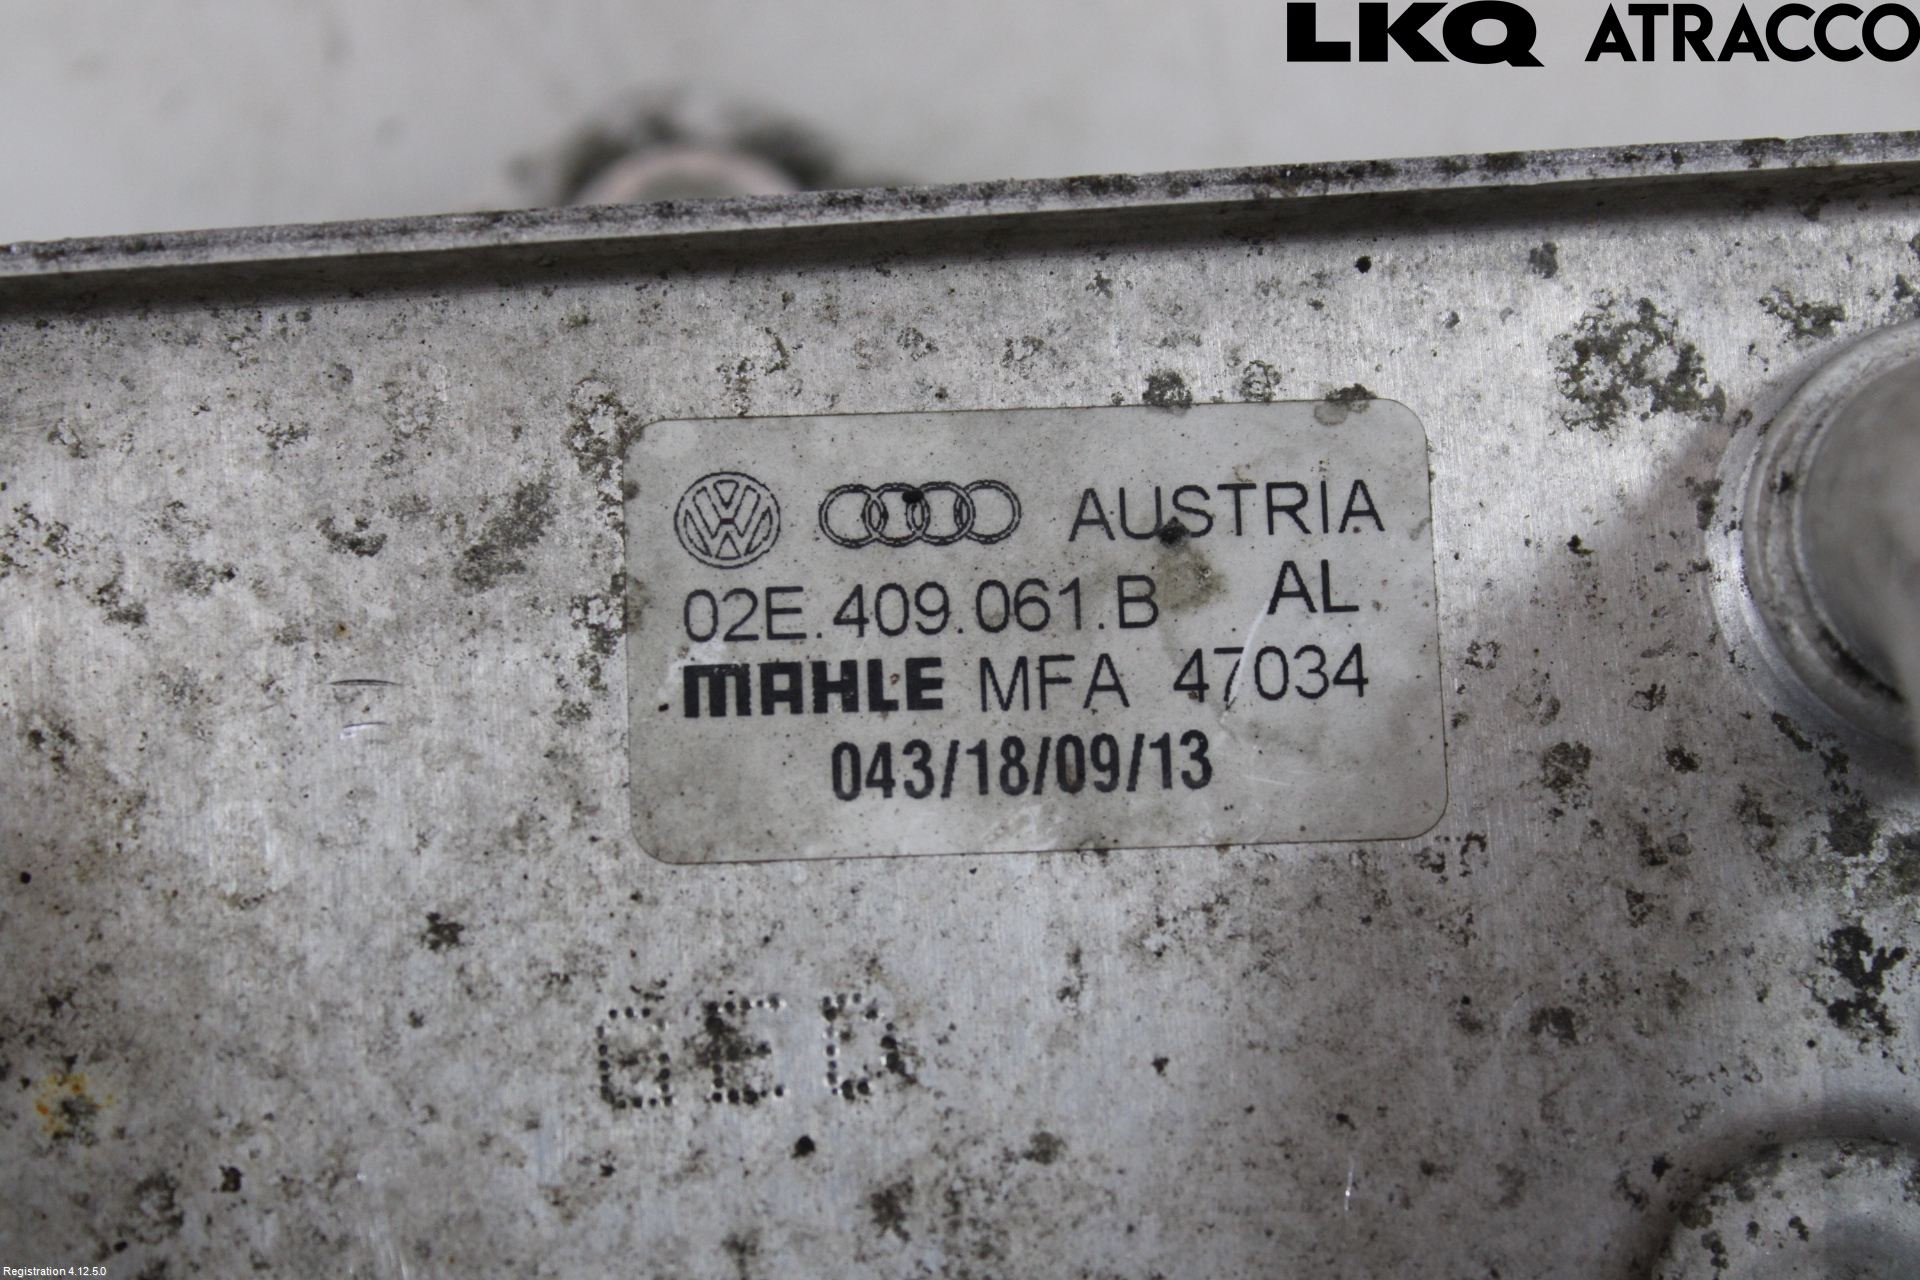 LKQ ATRACCO
AUSTRIA
02E.409.061.B AL
MAHLE MFA 47034
043/18/09/13
Registration 4.12.5.0